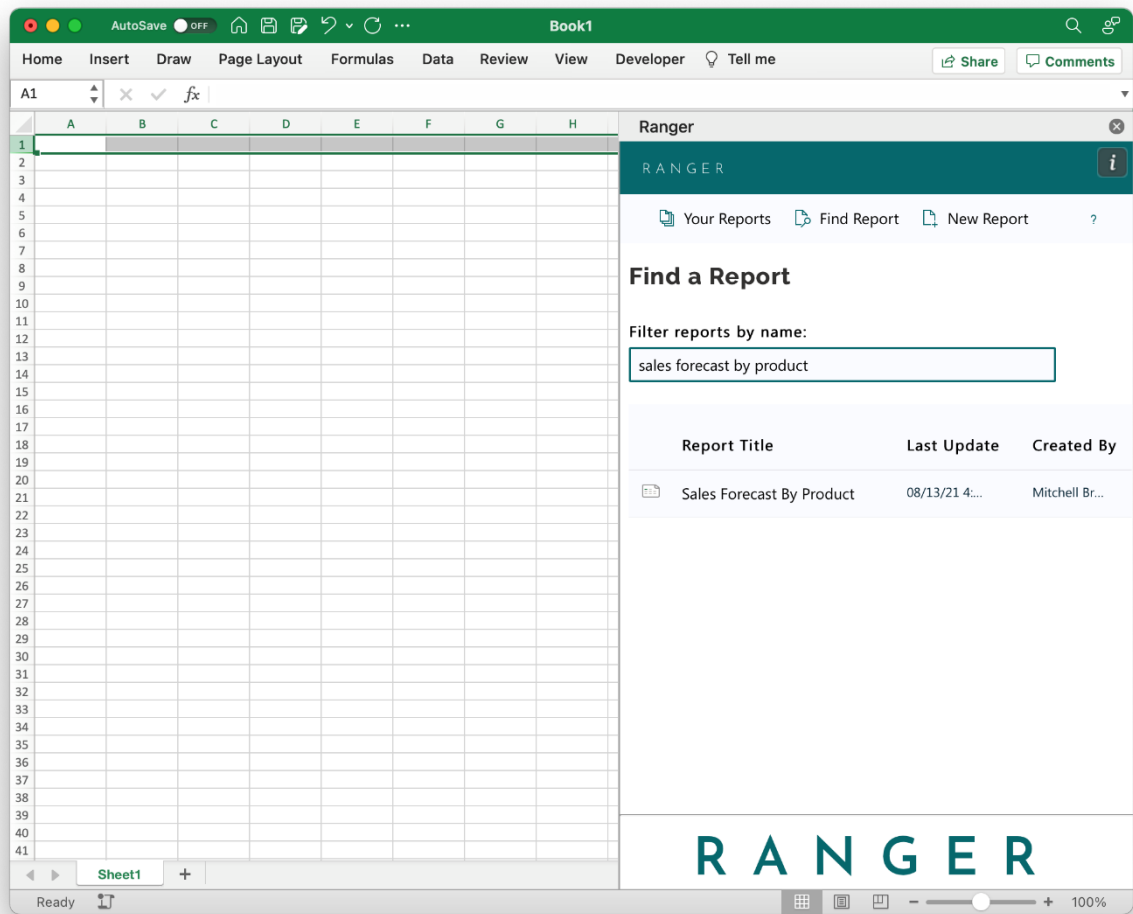 AutoSave OFF Book1
Home Insert Draw Page Layout Formulas Data Review View Developer Tell me Share Comments
A1 fx
A B C D E F G H
Ranger
RANGER i
Your Reports Find Report New Report ?
Find a Report
Filter reports by name:
sales forecast by product
Report Title Last Update Created By
Sales Forecast By Product 08/13/21 4:... Mitchell Br...
RANGER
1
2
3
4
5
6
7
8
9
10
11
12
13
14
15
16
17
18
19
20
21
22
23
24
25
26
27
28
29
30
31
32
33
34
35
36
37
38
39
40
41
Sheet1 +
Ready 100%